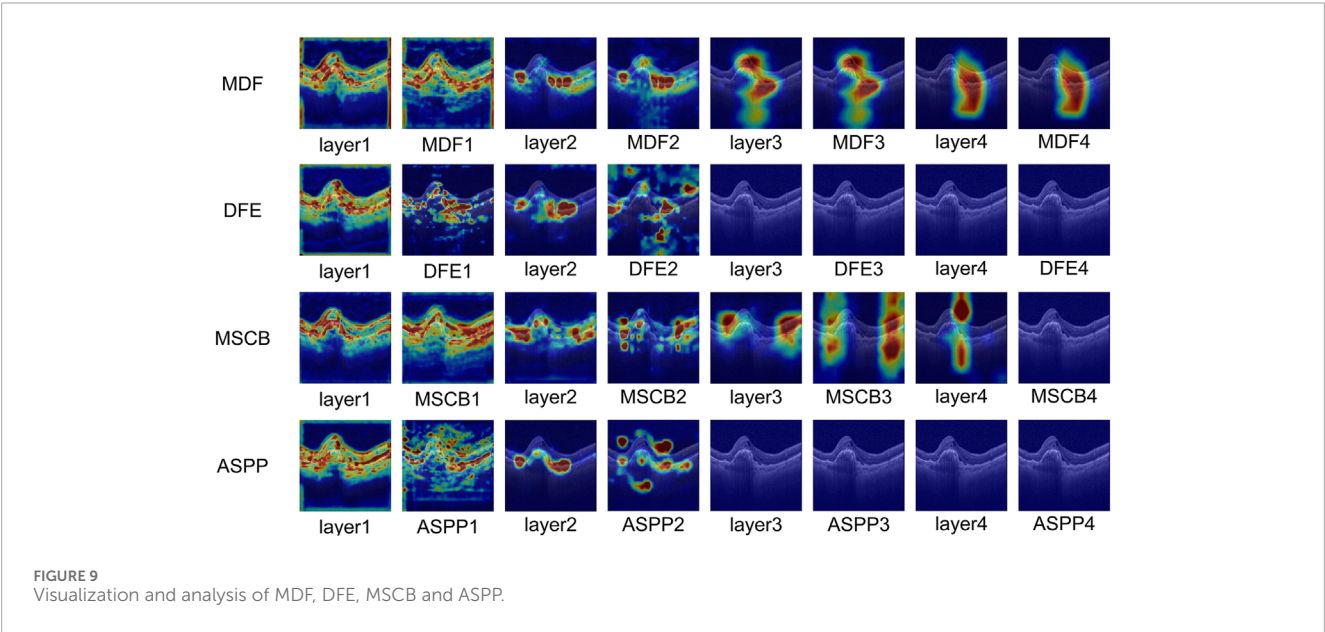 MDF
layer1 MDF1 layer2 MDF2 layer3 MDF3 layer4 MDF4
DFE
layer1 DFE1 layer2 DFE2 layer3 DFE3 layer4 DFE4
MSCB
layer1 MSCB1 layer2 MSCB2 layer3 MSCB3 layer4 MSCB4
ASPP
layer1 ASPP1 layer2 ASPP2 layer3 ASPP3 layer4 ASPP4
FIGURE 9
Visualization and analysis of MDF, DFE, MSCB and ASPP.